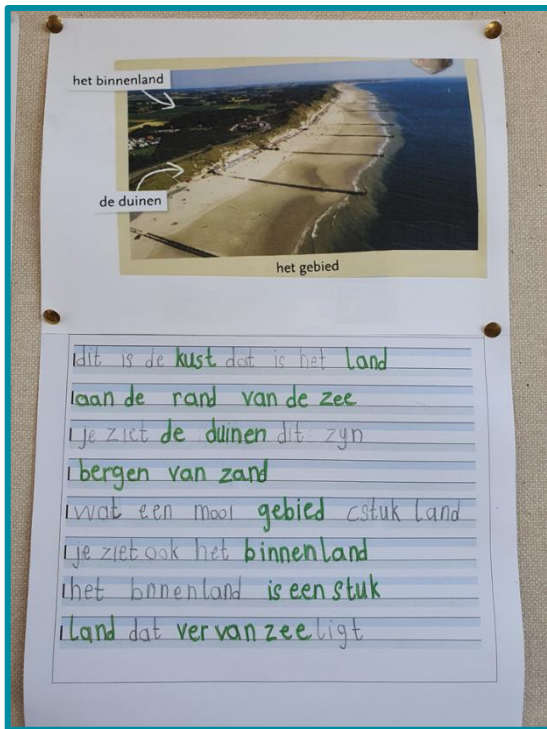 het binnenland
de duinen
het gebied
dit is de kust dat is het land
aan de rand van de zee
je ziet de duinen dit zyn
bergen van zand
wat een mooi gebied cstuk land
je ziet ook het binnenland
het bnnenland is een stuk
land dat ver van zee ligt